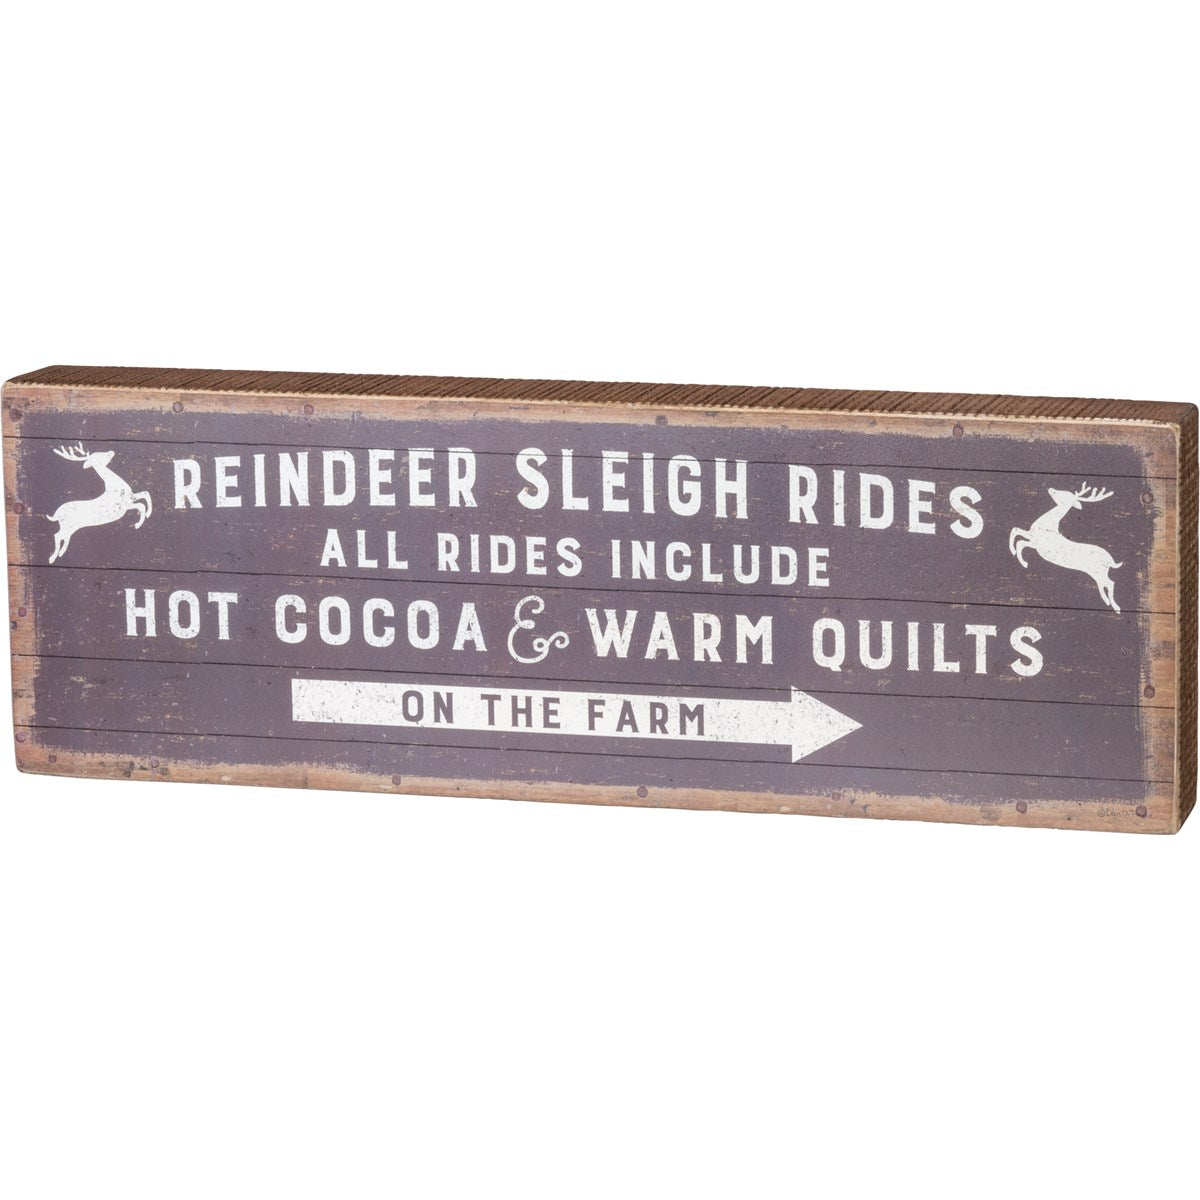 REINDEER SLEIGH RIDES
ALL RIDES INCLUDE
HOT COCOA & WARM QUILTS
ON THE FARM